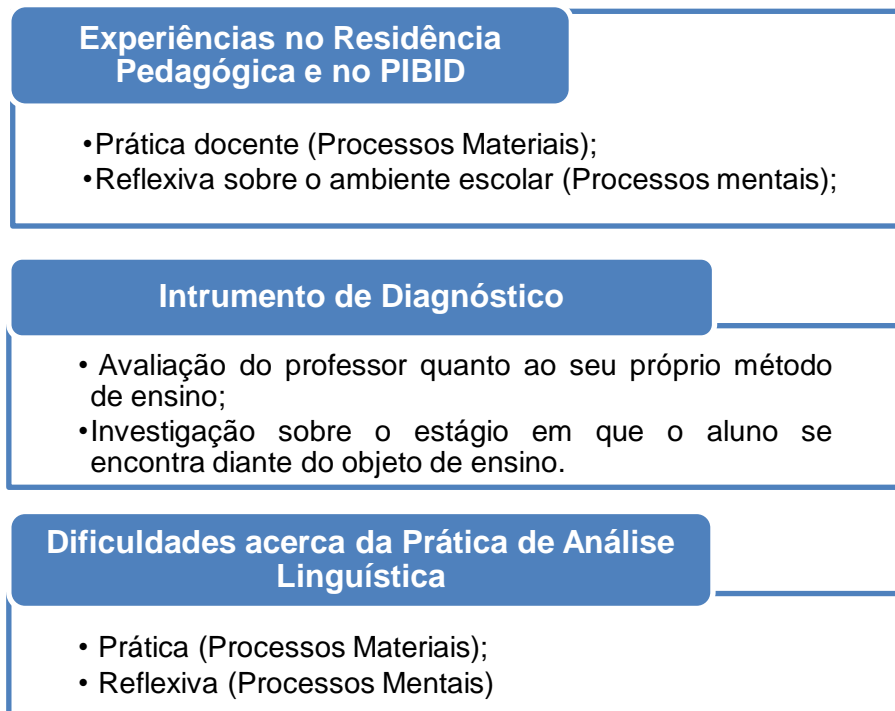 Experiências no Residência
Pedagógica e no PIBID
•Prática docente (Processos Materiais);
•Reflexiva sobre o ambiente escolar (Processos mentais);
Intrumento de Diagnóstico
• Avaliação do professor quanto ao seu próprio método
de ensino;
•Investigação sobre o estágio em que o aluno se
encontra diante do objeto de ensino.
Dificuldades acerca da Prática de Análise
Linguística
• Prática (Processos Materiais);
• Reflexiva (Processos Mentais)